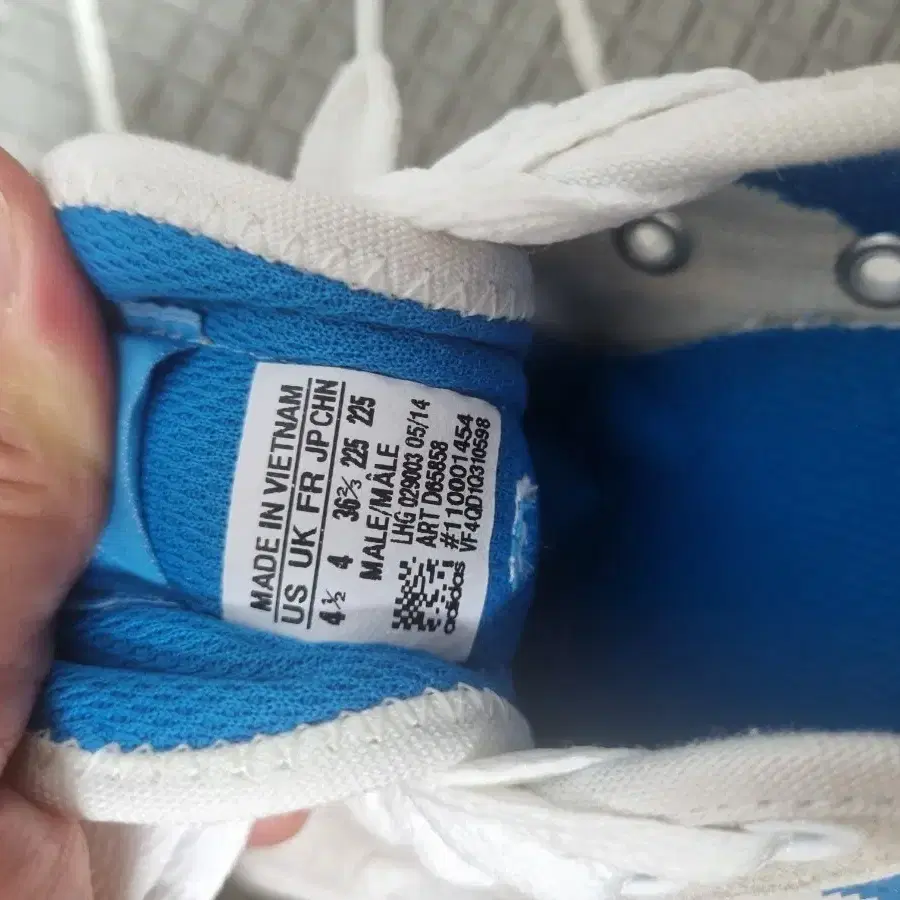 MADE IN VIETNAM
US UK FR JP CHN
4½ 4 36⅔ 225 225
MALE/MÂLE
LHG 029003 05/14
ART D65858
#110001454
adidas VF4QD1Q310598